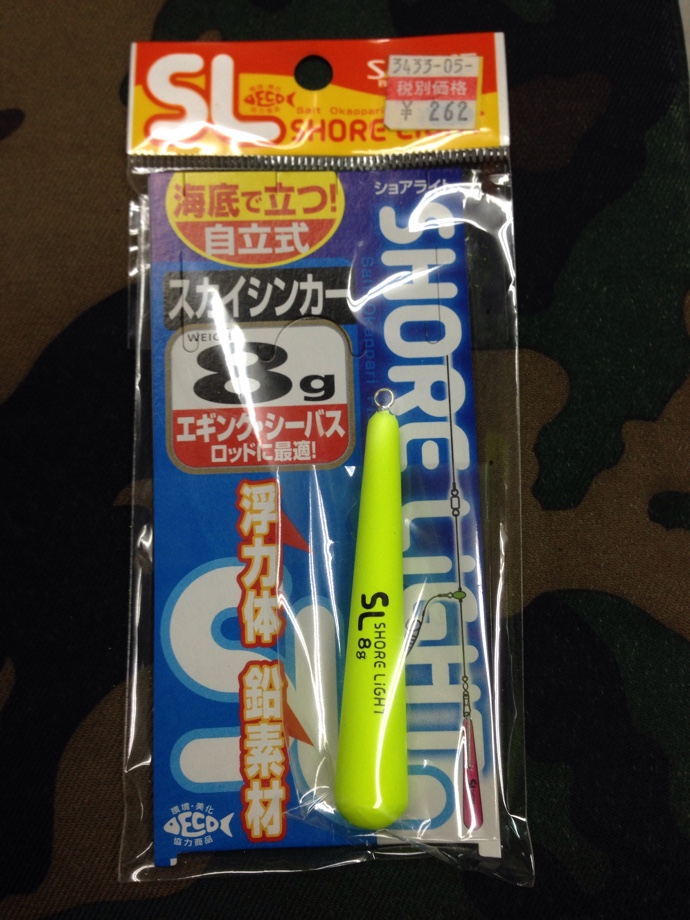 SL
ECO
Salt Okappari
SHORE LiGHT
3433-05-
税別価格
¥ 262
海底で立つ!
自立式
ショアライト
スカイシンカー
8g
エギング・シーバス
ロッドに最適!
SHORE LiGHT
浮力体 鉛素材
SL SHORE LiGHT
8g
環境・美化
ECO
協力商品